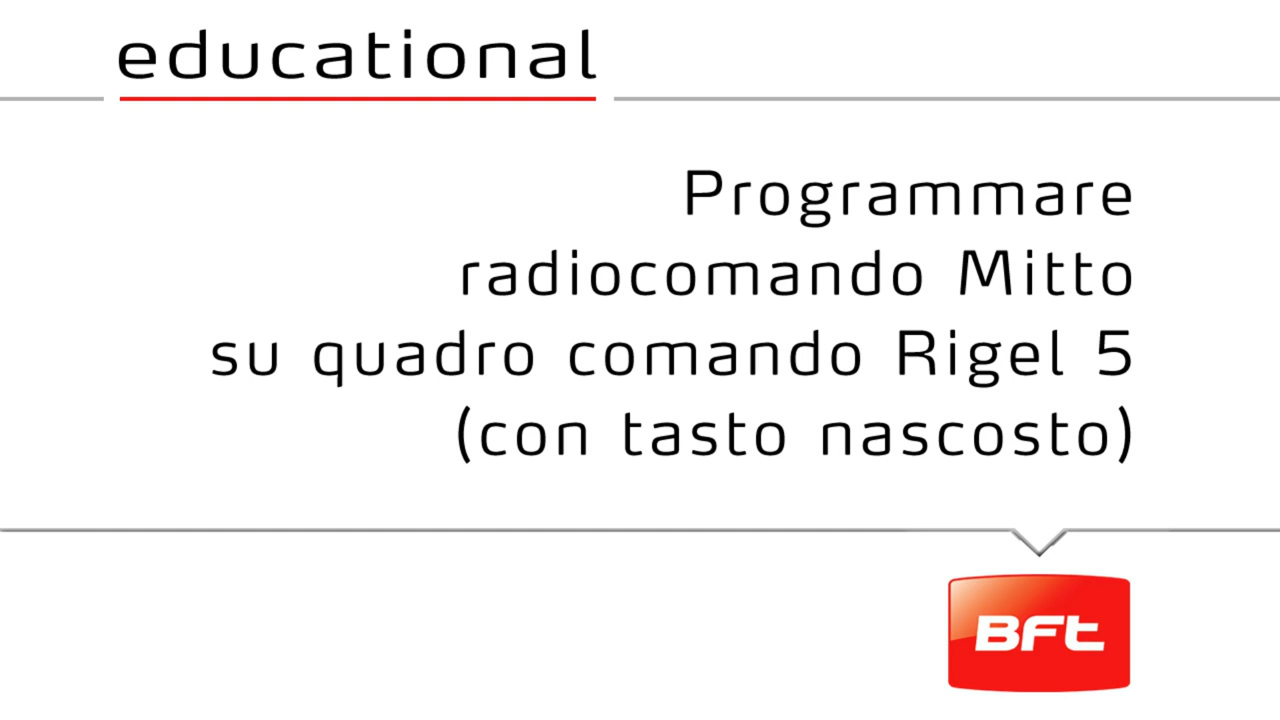 educational
Programmare
radiocomando Mitto
su quadro comando Rigel 5
(con tasto nascosto)
BFt